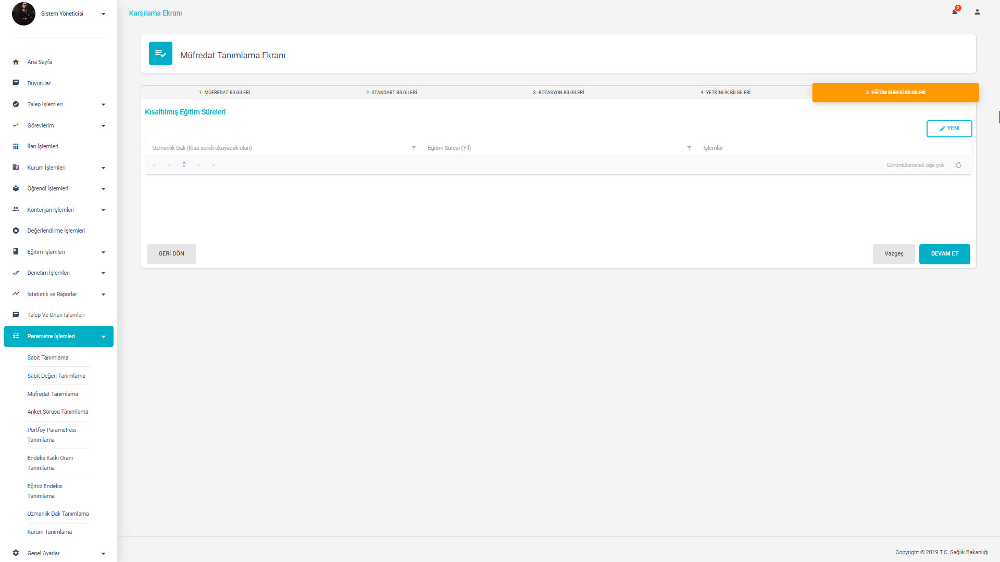 Sistem Yöneticisi
Karşılama Ekranı
0
Müfredat Tanımlama Ekranı
Ana Sayfa
Duyurular
Talep İşlemleri
Görevlerim
İlan İşlemleri
Kurum İşlemleri
Öğrenci İşlemleri
Kontenjan İşlemleri
Değerlendirme İşlemleri
Eğitim İşlemleri
Denetim İşlemleri
İstatistik ve Raporlar
Talep Ve Öneri İşlemleri
Parametre İşlemleri
Sabit Tanımlama
Sabit Değeri Tanımlama
Müfredat Tanımlama
Anket Sorusu Tanımlama
Portföy Parametresi
Tanımlama
Endeks Katkı Oranı
Tanımlama
Eğitici Endeksi
Tanımlama
Uzmanlık Dalı Tanımlama
Kurum Tanımlama
Genel Ayarlar
1- MÜFREDAT BİLGİLERİ
2- STANDART BİLGİLERİ
3- ROTASYON BİLGİLERİ
4- YETKİNLİK BİLGİLERİ
5- EĞİTİM SÜRESİ BİLGİLERİ
Kısaltılmış Eğitim Süreleri
YENİ
Uzmanlık Dalı (Kısa süreli okuyacak olan)
Eğitim Süresi (Yıl)
İşlemler
0
Görüntülenecek öğe yok
GERİ DÖN
Vazgeç
DEVAM ET
Copyright © 2019 T.C. Sağlık Bakanlığı